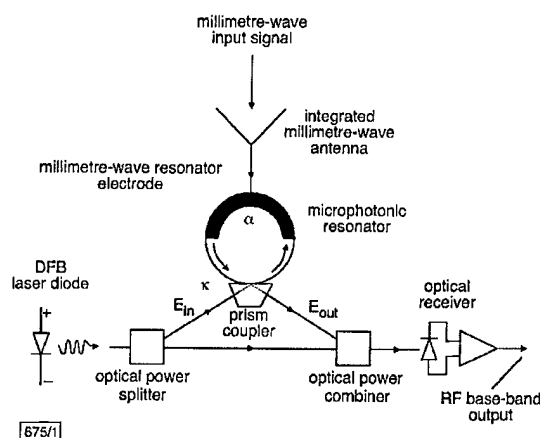 millimetre-wave
input signal
integrated
millimetre-wave
antenna
millimetre-wave resonator
electrode
α
microphotonic
resonator
DFB
laser diode
κ
E_in
prism
coupler
E_out
optical
receiver
+
−
optical power
splitter
optical power
combiner
RF base-band
output
675/1